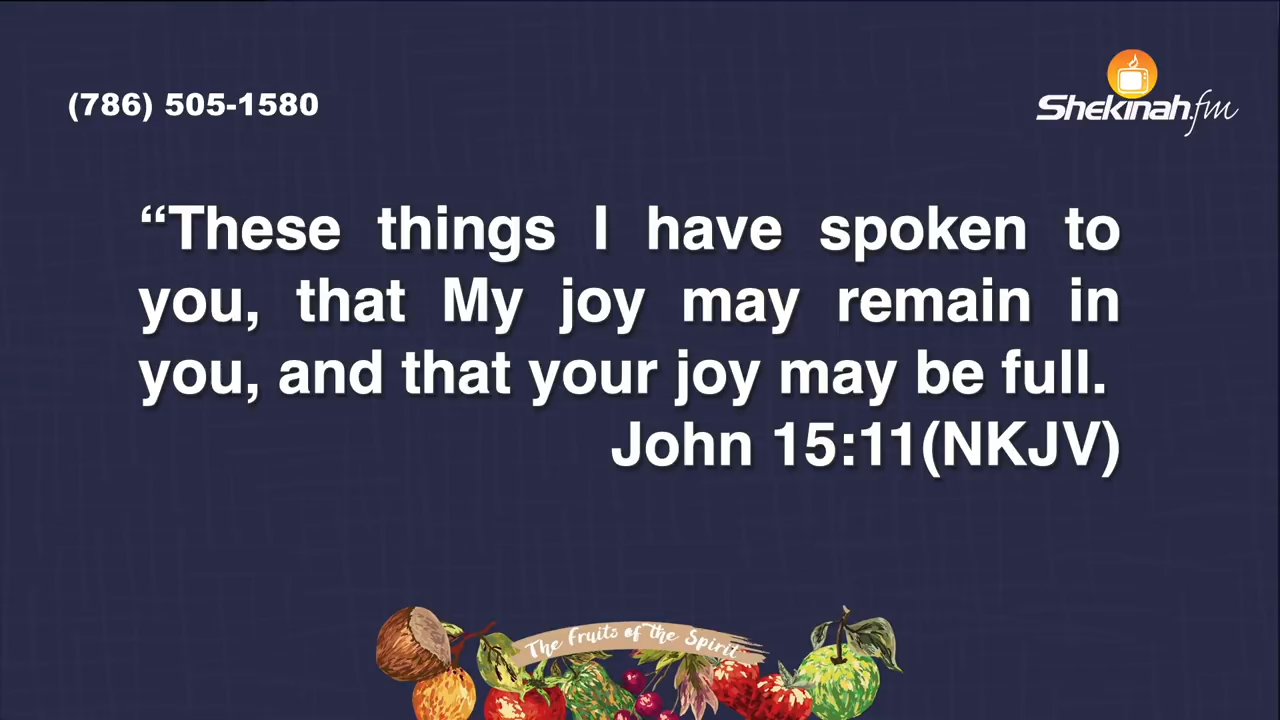 (786) 505-1580
Shekinah.fm
“These things I have spoken to
you, that My joy may remain in
you, and that your joy may be full.
John 15:11(NKJV)
The Fruits of the Spirit